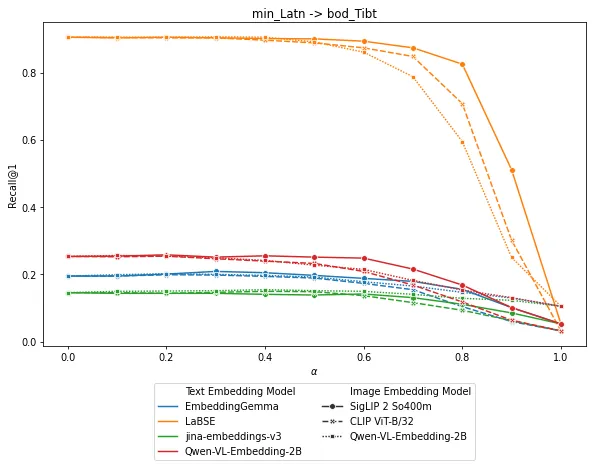 min_Latn -> bod_Tibt
Recall@1
0.8
0.6
0.4
0.2
0.0
0.0 0.2 0.4 0.6 0.8 1.0
α
Text Embedding Model Image Embedding Model
EmbeddingGemma SigLIP 2 So400m
LaBSE CLIP ViT-B/32
jina-embeddings-v3 Qwen-VL-Embedding-2B
Qwen-VL-Embedding-2B